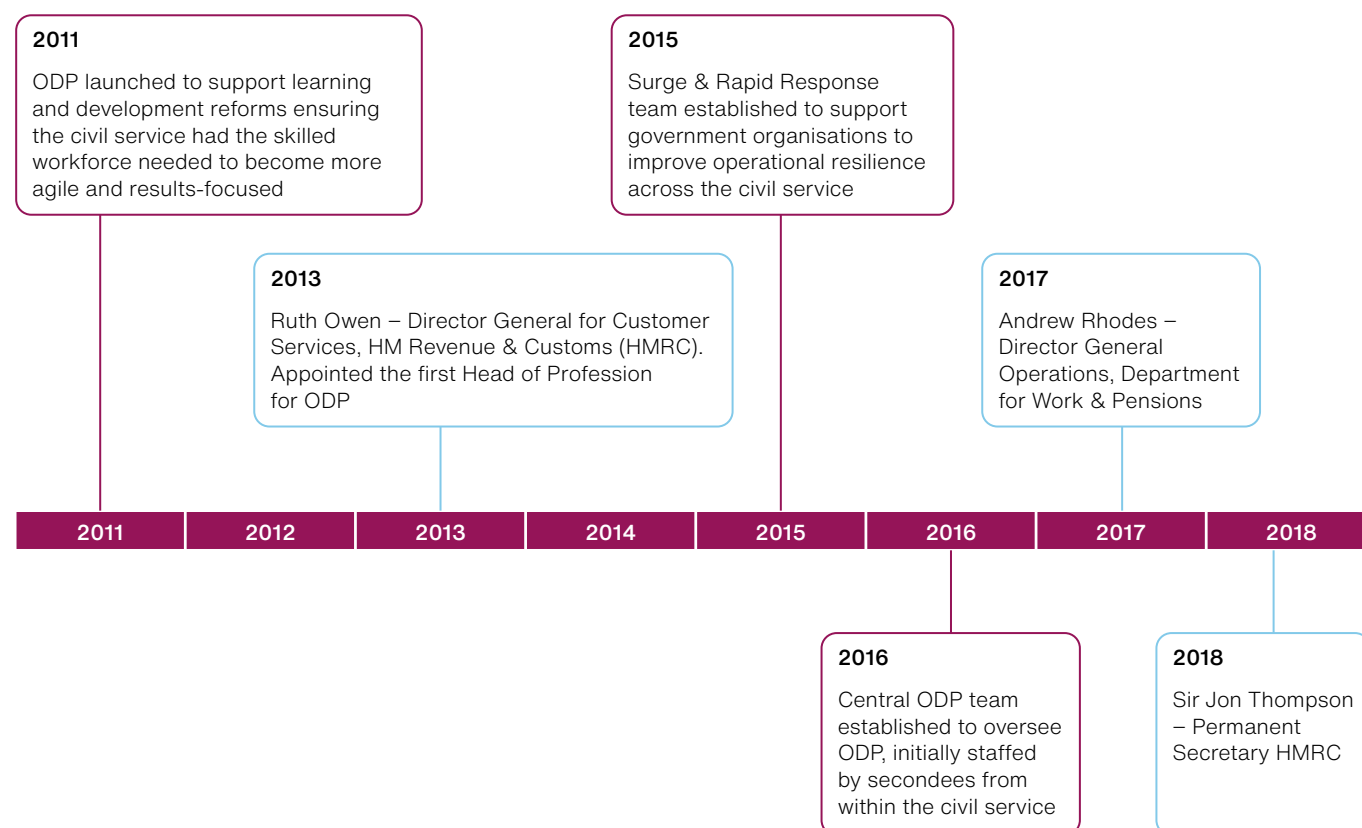 2011
ODP launched to support learning
and development reforms ensuring
the civil service had the skilled
workforce needed to become more
agile and results-focused
2015
Surge & Rapid Response
team established to support
government organisations to
improve operational resilience
across the civil service
2013
Ruth Owen – Director General for Customer
Services, HM Revenue & Customs (HMRC).
Appointed the first Head of Profession
for ODP
2017
Andrew Rhodes –
Director General
Operations, Department
for Work & Pensions
2011 2012 2013 2014 2015 2016 2017 2018
2016
Central ODP team
established to oversee
ODP, initially staffed
by secondees from
within the civil service
2018
Sir Jon Thompson
– Permanent
Secretary HMRC